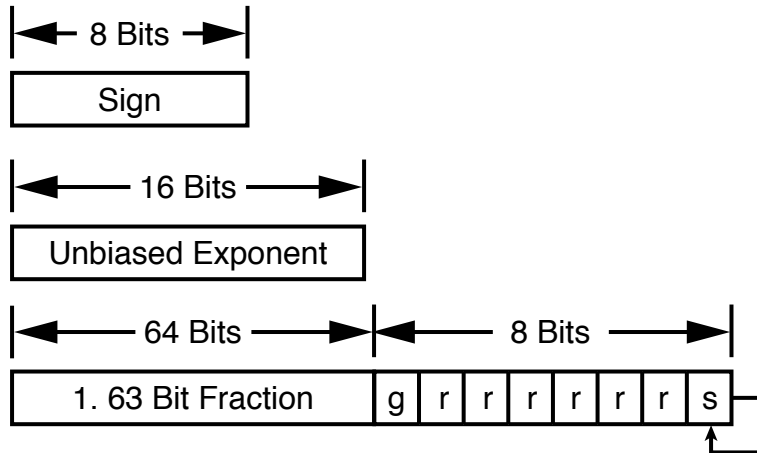 8 Bits
Sign
16 Bits
Unbiased Exponent
64 Bits 8 Bits
1. 63 Bit Fraction g r r r r r r s